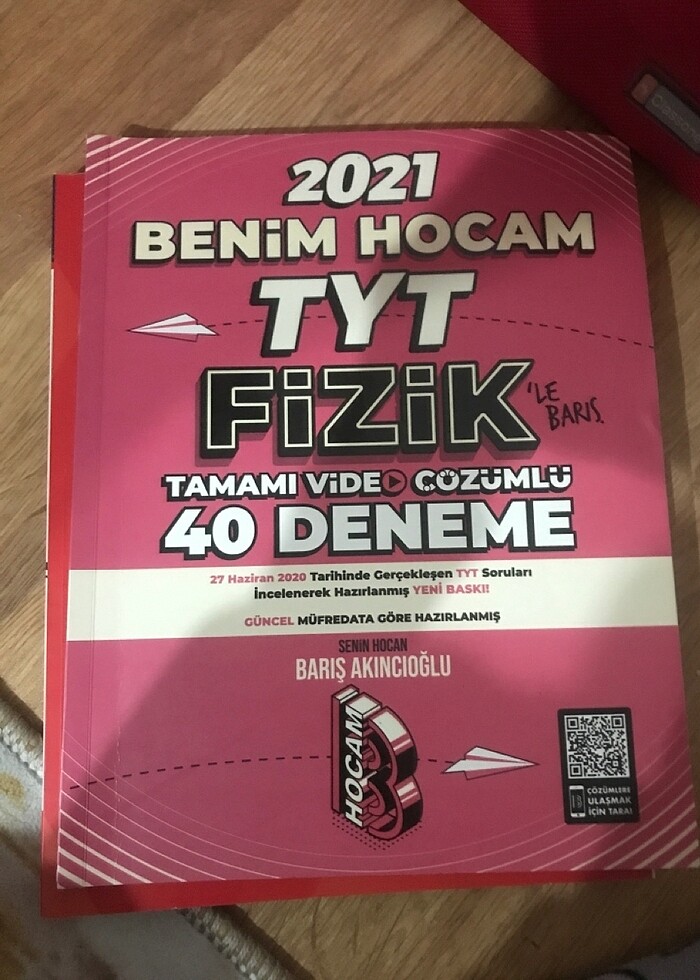 2021
BENiM HOCAM
TYT
FiZiK 'LE BARIŞ.
TAMAMI ViDEO ÇÖZÜMLÜ
40 DENEME
27 Haziran 2020 Tarihinde Gerçekleşen TYT Soruları
İncelenerek Hazırlanmış YENİ BASKI!
GÜNCEL MÜFREDATA GÖRE HAZIRLANMIŞ
SENİN HOCAN
BARIŞ AKINCIOĞLU
HOCAM
ÇÖZÜMLERE
ULAŞMAK
İÇİN TARA!